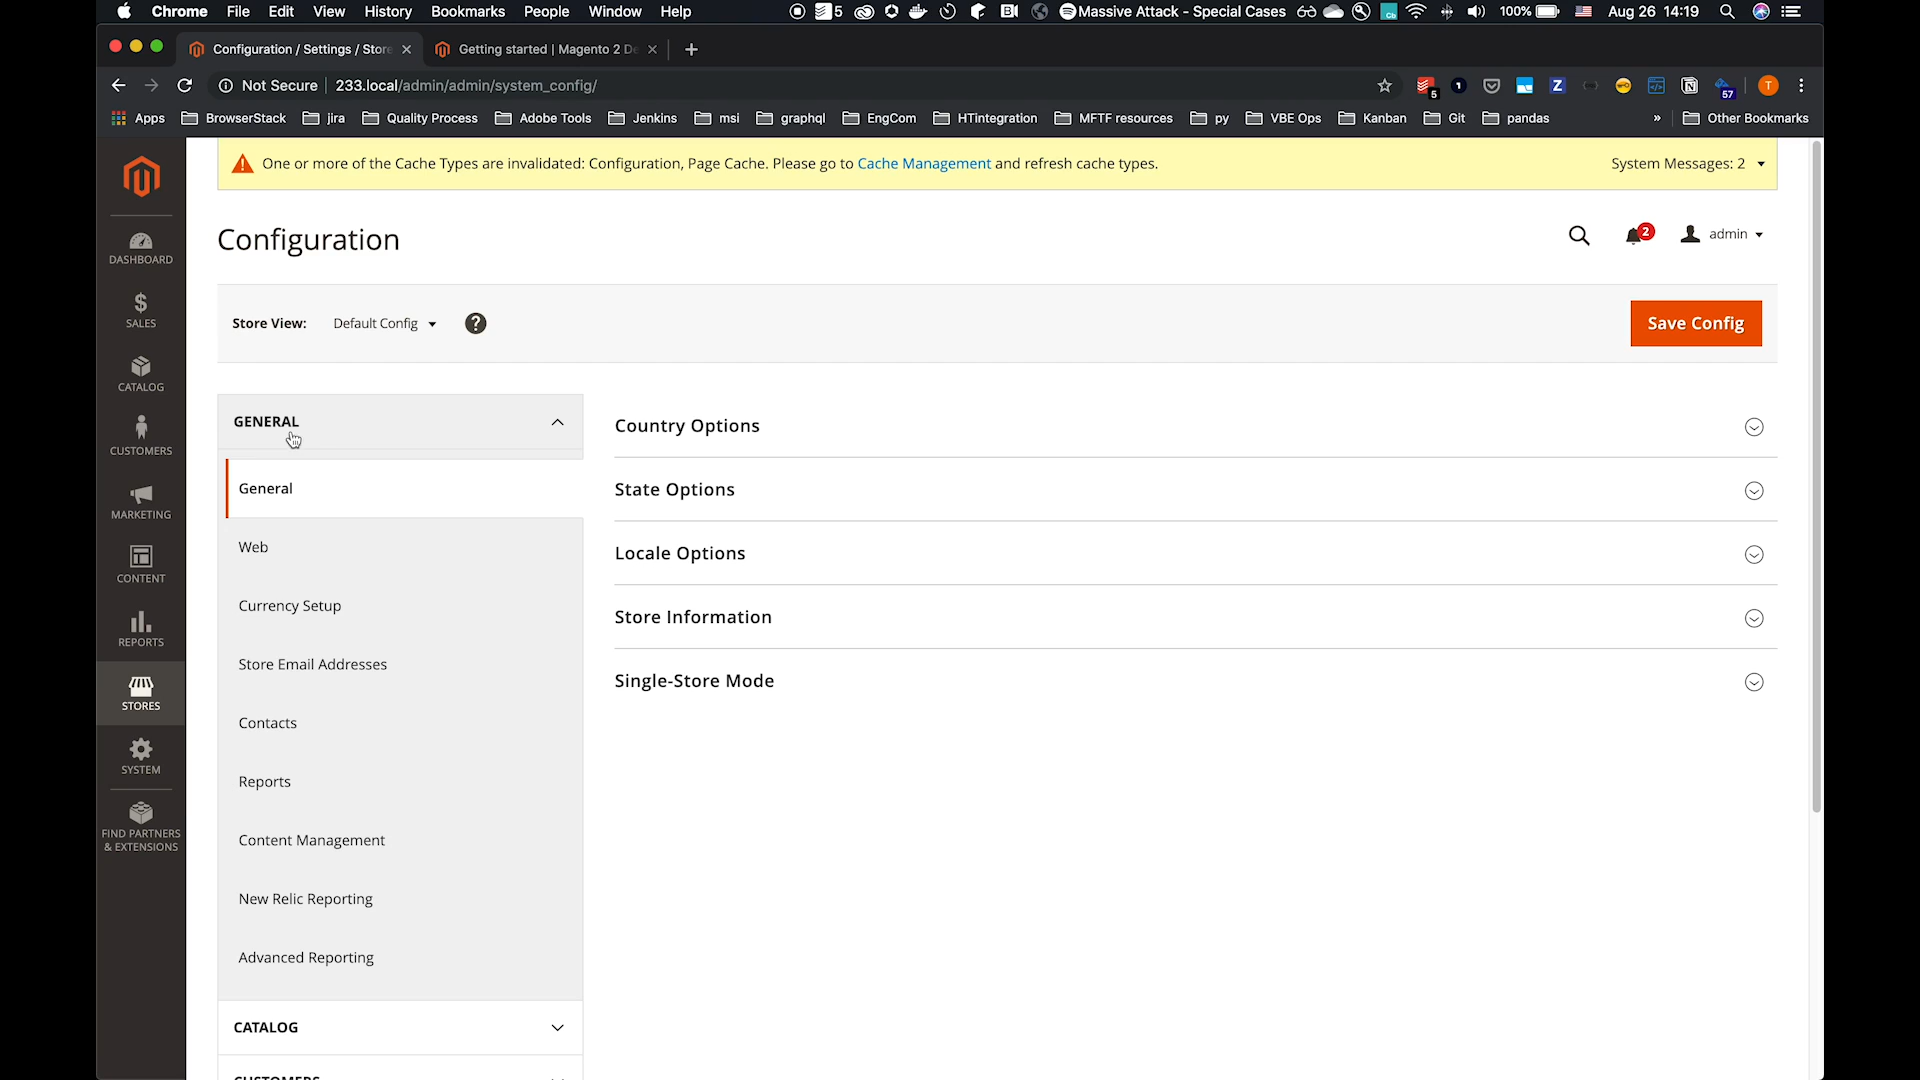 Chrome File Edit View History Bookmarks People Window Help 5 Massive Attack - Special Cases 100% Aug 26 14:19
Configuration / Settings / Store Getting started | Magento 2 De
Not Secure 233.local/admin/admin/system_config/ 5 1 Z 57 T
Apps BrowserStack jira Quality Process Adobe Tools Jenkins msi graphql EngCom HTintegration MFTF resources py VBE Ops Kanban Git pandas » Other Bookmarks
One or more of the Cache Types are invalidated: Configuration, Page Cache. Please go to Cache Management and refresh cache types. System Messages: 2
Configuration
2 admin
Store View: Default Config ? Save Config
DASHBOARD
SALES
CATALOG
CUSTOMERS
MARKETING
CONTENT
REPORTS
STORES
SYSTEM
FIND PARTNERS
& EXTENSIONS
GENERAL
General
Web
Currency Setup
Store Email Addresses
Contacts
Reports
Content Management
New Relic Reporting
Advanced Reporting
CATALOG
CUSTOMERS
Country Options
State Options
Locale Options
Store Information
Single-Store Mode